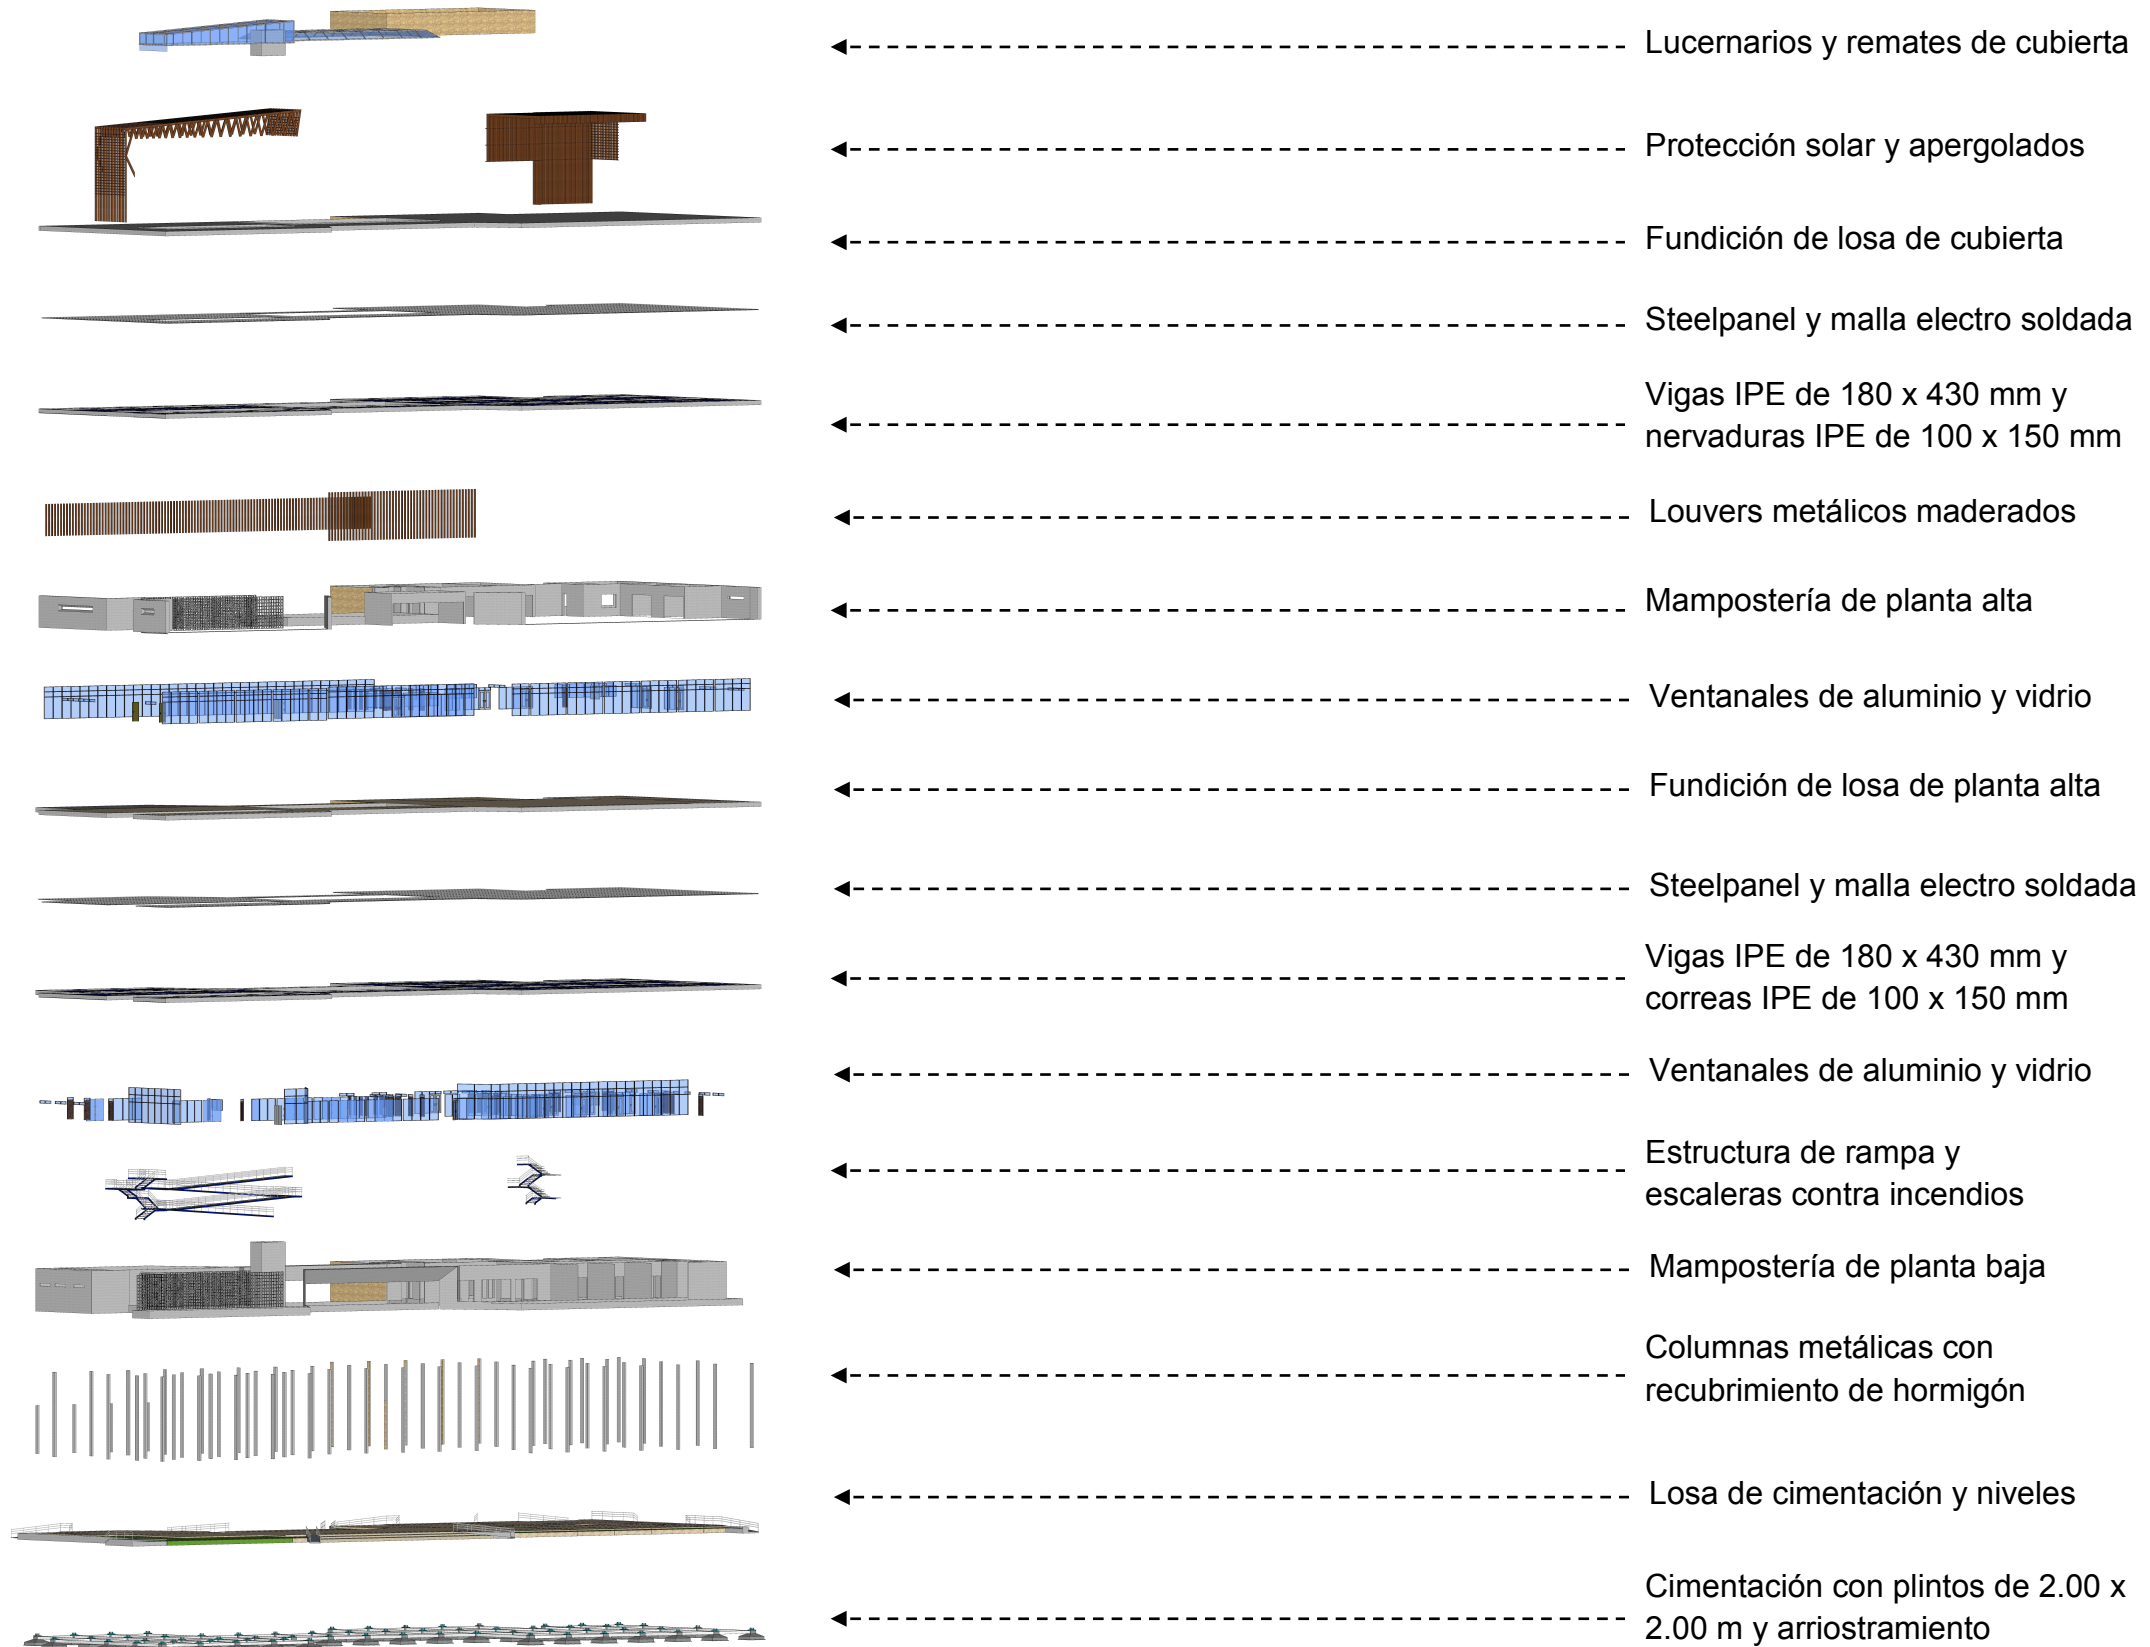 Lucernarios y remates de cubierta
Protección solar y apergolados
Fundición de losa de cubierta
Steelpanel y malla electro soldada
Vigas IPE de 180 x 430 mm y
nervaduras IPE de 100 x 150 mm
Louvers metálicos maderados
Mampostería de planta alta
Ventanales de aluminio y vidrio
Fundición de losa de planta alta
Steelpanel y malla electro soldada
Vigas IPE de 180 x 430 mm y
correas IPE de 100 x 150 mm
Ventanales de aluminio y vidrio
Estructura de rampa y
escaleras contra incendios
Mampostería de planta baja
Columnas metálicas con
recubrimiento de hormigón
Losa de cimentación y niveles
Cimentación con plintos de 2.00 x
2.00 m y arriostramiento